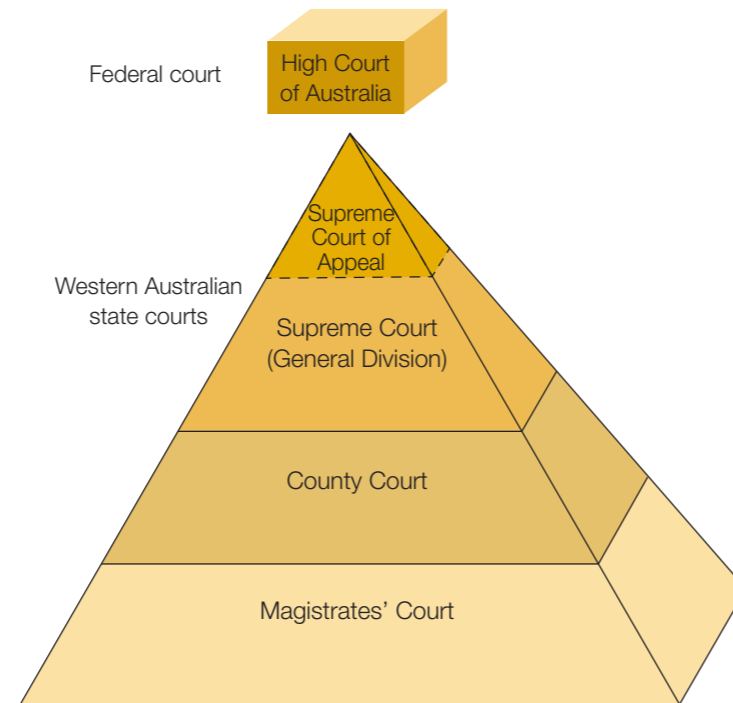 Federal court
High Court
of Australia
Supreme
Court of
Appeal
Western Australian
state courts
Supreme Court
(General Division)
County Court
Magistrates’ Court